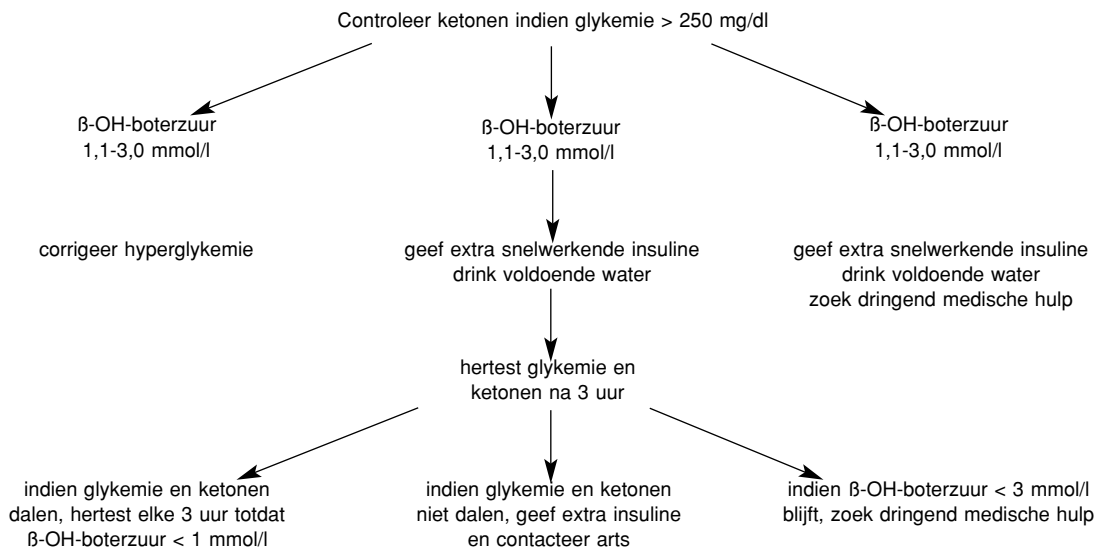 Controleer ketonen indien glykemie > 250 mg/dl
ß-OH-boterzuur
1,1-3,0 mmol/l
ß-OH-boterzuur
1,1-3,0 mmol/l
ß-OH-boterzuur
1,1-3,0 mmol/l
corrigeer hyperglykemie
geef extra snelwerkende insuline
drink voldoende water
geef extra snelwerkende insuline
drink voldoende water
zoek dringend medische hulp
hertest glykemie en
ketonen na 3 uur
indien glykemie en ketonen
dalen, hertest elke 3 uur totdat
ß-OH-boterzuur < 1 mmol/l
indien glykemie en ketonen
niet dalen, geef extra insuline
en contacteer arts
indien ß-OH-boterzuur < 3 mmol/l
blijft, zoek dringend medische hulp